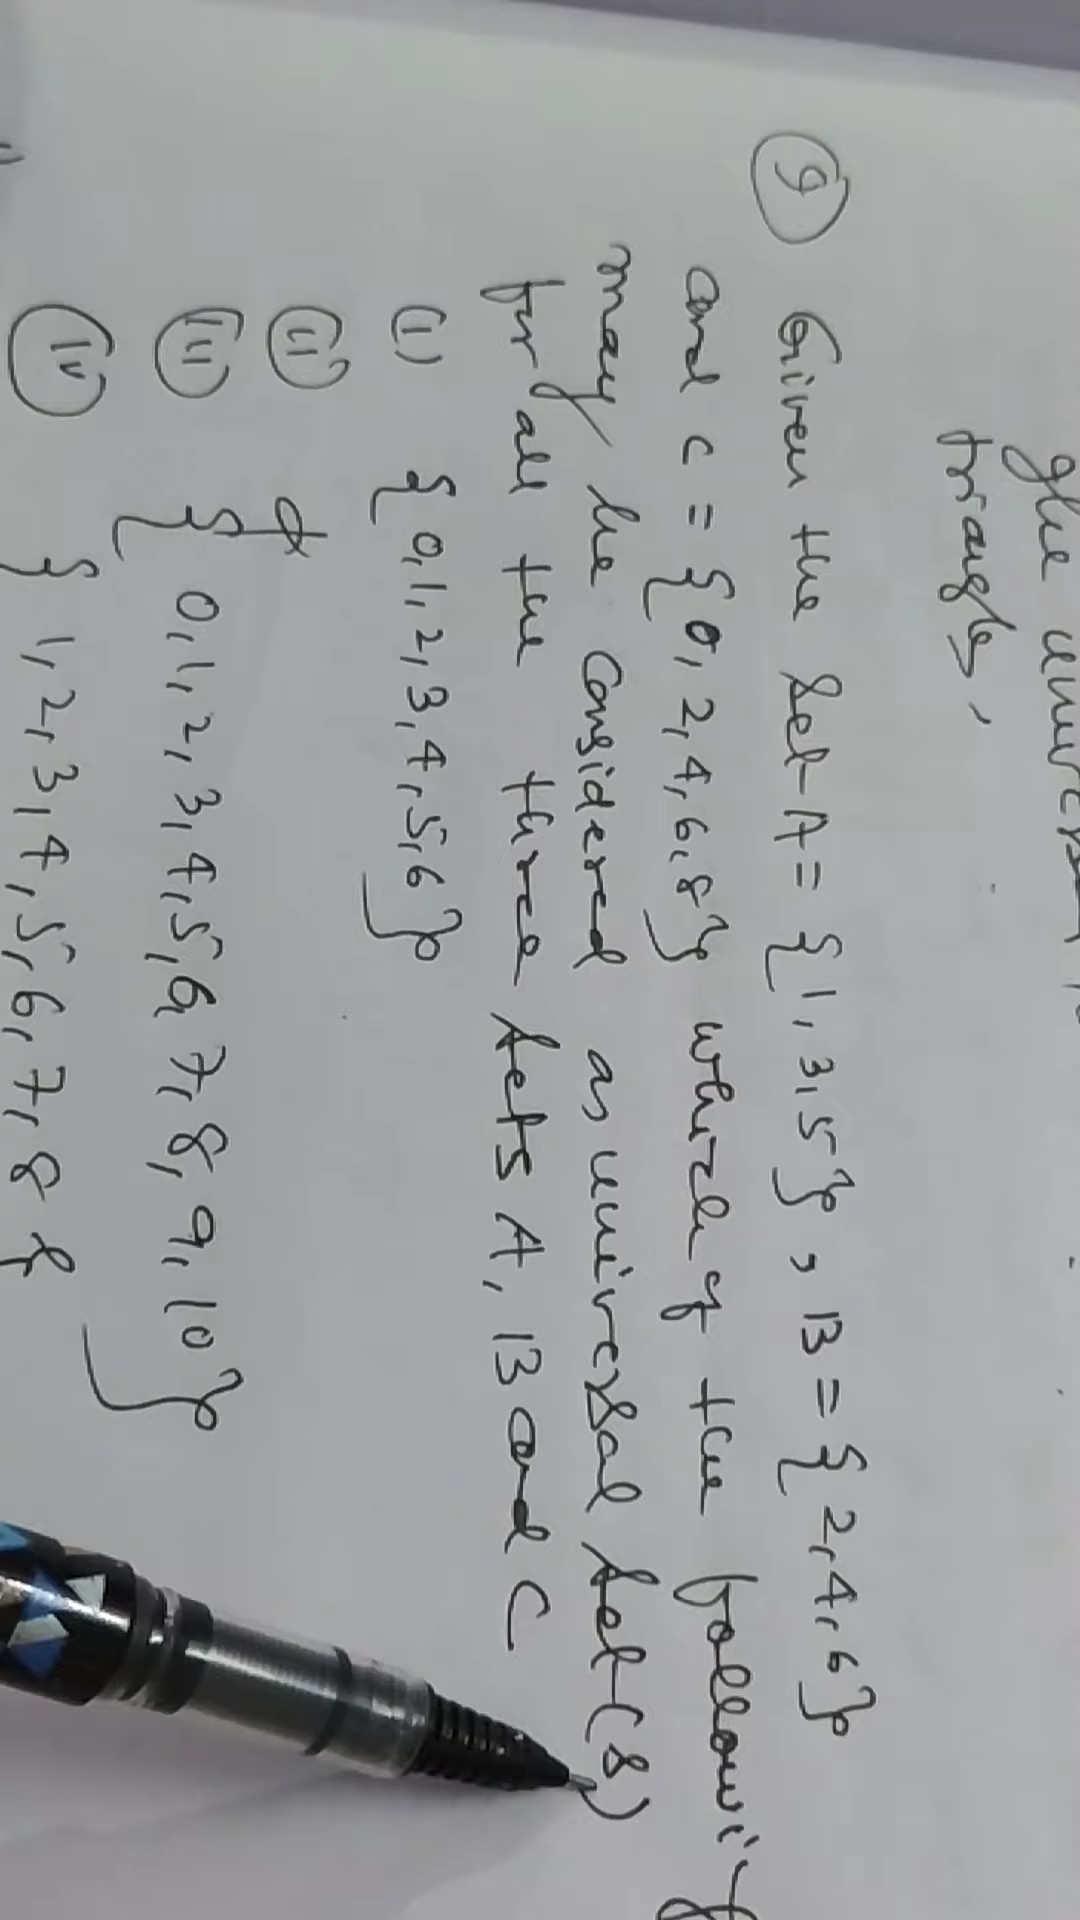 the univers
triangles,
9 Given the set A = {1, 3, 5}, B = {2, 4, 6}
and C = {0, 2, 4, 6, 8} which of the followi
may be considered as universal set(s)
for all the three sets A, B and C
(i) {0, 1, 2, 3, 4, 5, 6}
(ii) ϕ
(iii) {0, 1, 2, 3, 4, 5, 6, 7, 8, 9, 10}
(iv) {1, 2, 3, 4, 5, 6, 7, 8}